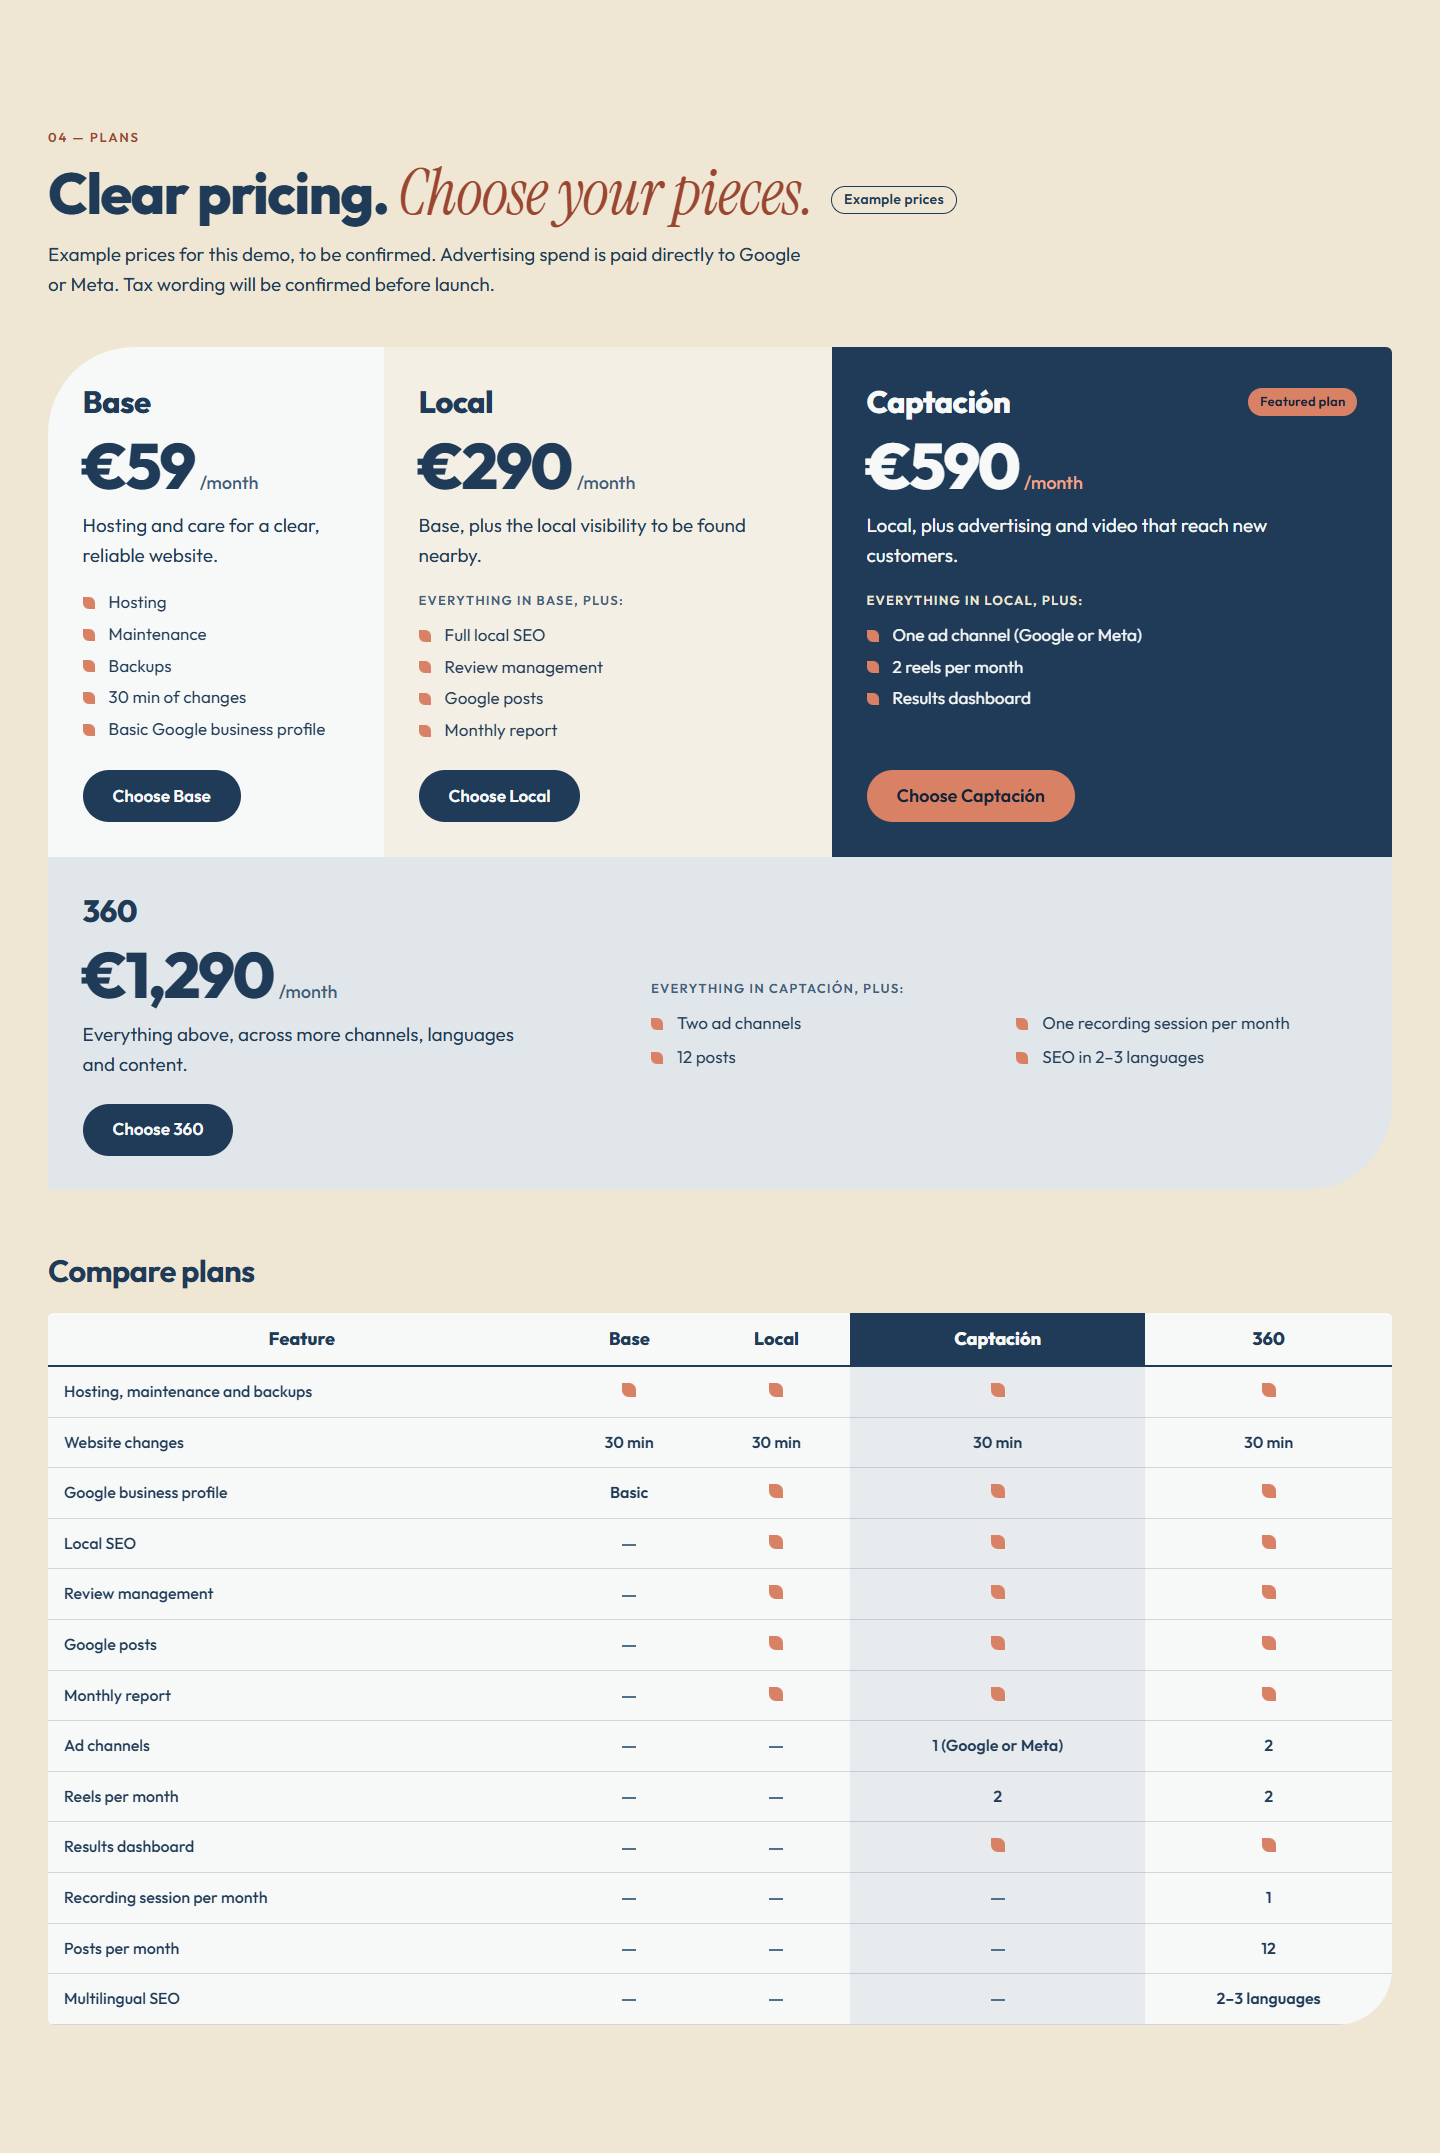 04 — PLANS
Clear pricing. Choose your pieces. Example prices
Example prices for this demo, to be confirmed. Advertising spend is paid directly to Google
or Meta. Tax wording will be confirmed before launch.
Base
€59 /month
Hosting and care for a clear,
reliable website.
Hosting
Maintenance
Backups
30 min of changes
Basic Google business profile
Choose Base
Local
€290 /month
Base, plus the local visibility to be found
nearby.
EVERYTHING IN BASE, PLUS:
Full local SEO
Review management
Google posts
Monthly report
Choose Local
Captación
Featured plan
€590 /month
Local, plus advertising and video that reach new
customers.
EVERYTHING IN LOCAL, PLUS:
One ad channel (Google or Meta)
2 reels per month
Results dashboard
Choose Captación
360
€1,290 /month
Everything above, across more channels, languages
and content.
Choose 360
EVERYTHING IN CAPTACIÓN, PLUS:
Two ad channels
One recording session per month
12 posts
SEO in 2–3 languages
Compare plans
Feature Base Local Captación 360
Hosting, maintenance and backups
Website changes 30 min 30 min 30 min 30 min
Google business profile Basic
Local SEO —
Review management —
Google posts —
Monthly report —
Ad channels — — 1 (Google or Meta) 2
Reels per month — — 2 2
Results dashboard — —
Recording session per month — — — 1
Posts per month — — — 12
Multilingual SEO — — — 2–3 languages